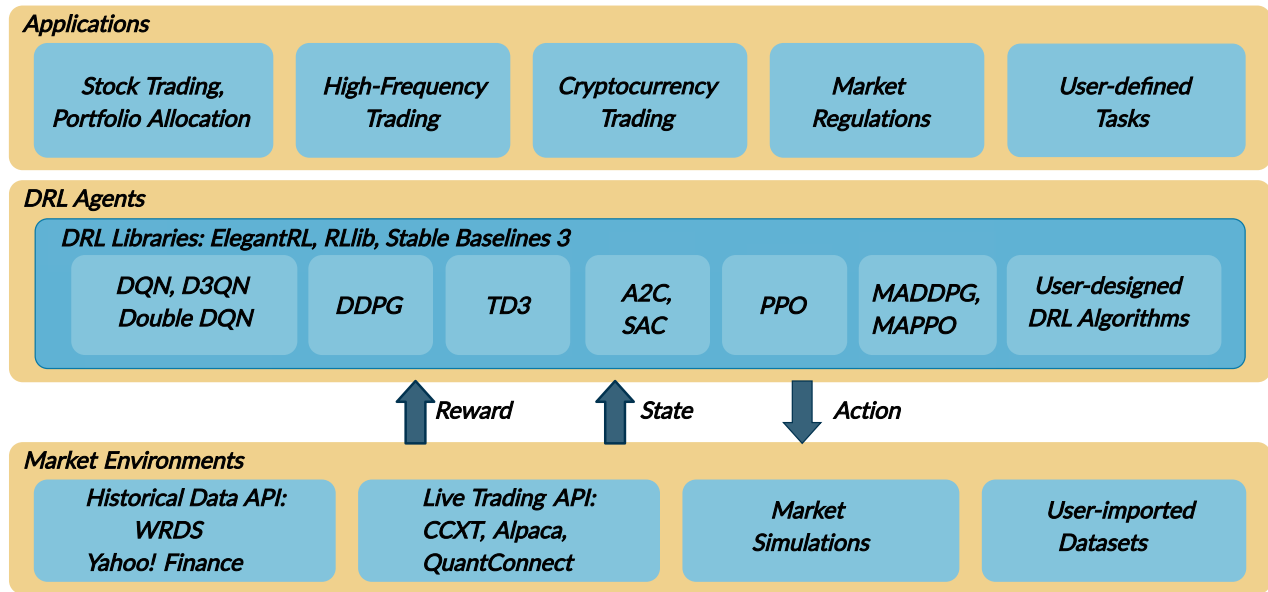 Applications
Stock Trading,
Portfolio Allocation
High-Frequency
Trading
Cryptocurrency
Trading
Market
Regulations
User-defined
Tasks
DRL Agents
DRL Libraries: ElegantRL, RLlib, Stable Baselines 3
DQN, D3QN
Double DQN
DDPG
TD3
A2C,
SAC
PPO
MADDPG,
MAPPO
User-designed
DRL Algorithms
Reward
State
Action
Market Environments
Historical Data API:
WRDS
Yahoo! Finance
Live Trading API:
CCXT, Alpaca,
QuantConnect
Market
Simulations
User-imported
Datasets